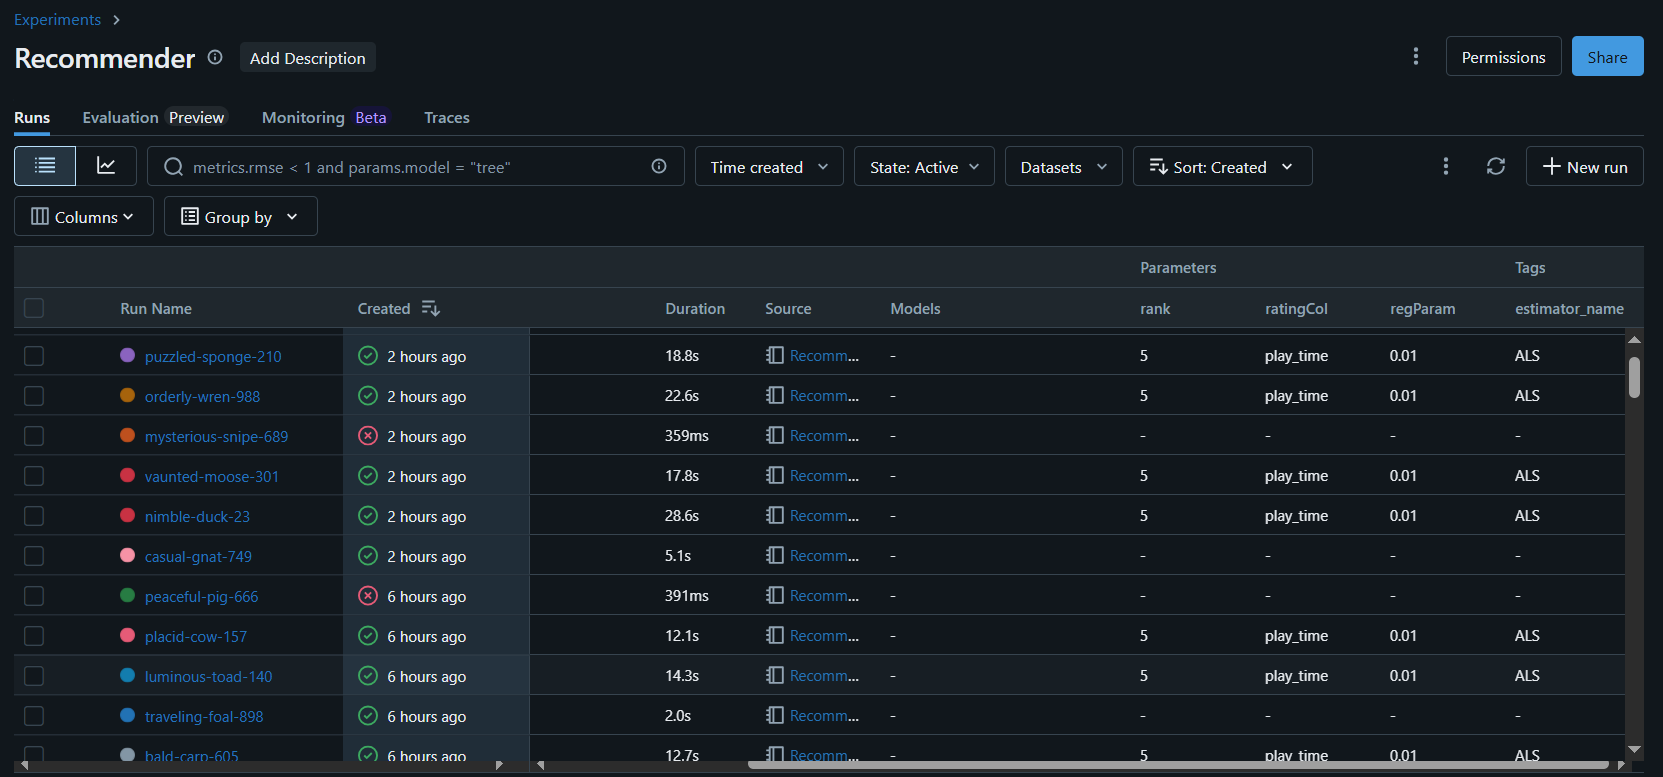 Experiments
Recommender Add Description Permissions Share
Runs Evaluation Preview Monitoring Beta Traces
metrics.rmse < 1 and params.model = "tree" Time created State: Active Datasets Sort: Created New run
Columns Group by
Parameters Tags
Run Name Created Duration Source Models rank ratingCol regParam estimator_name
puzzled-sponge-210 2 hours ago 18.8s Recomm... - 5 play_time 0.01 ALS
orderly-wren-988 2 hours ago 22.6s Recomm... - 5 play_time 0.01 ALS
mysterious-snipe-689 2 hours ago 359ms Recomm... - - - - -
vaunted-moose-301 2 hours ago 17.8s Recomm... - 5 play_time 0.01 ALS
nimble-duck-23 2 hours ago 28.6s Recomm... - 5 play_time 0.01 ALS
casual-gnat-749 2 hours ago 5.1s Recomm... - - - - -
peaceful-pig-666 6 hours ago 391ms Recomm... - - - - -
placid-cow-157 6 hours ago 12.1s Recomm... - 5 play_time 0.01 ALS
luminous-toad-140 6 hours ago 14.3s Recomm... - 5 play_time 0.01 ALS
traveling-foal-898 6 hours ago 2.0s Recomm... - - - - -
bald-carp-605 6 hours ago 12.7s Recomm... - 5 play_time 0.01 ALS